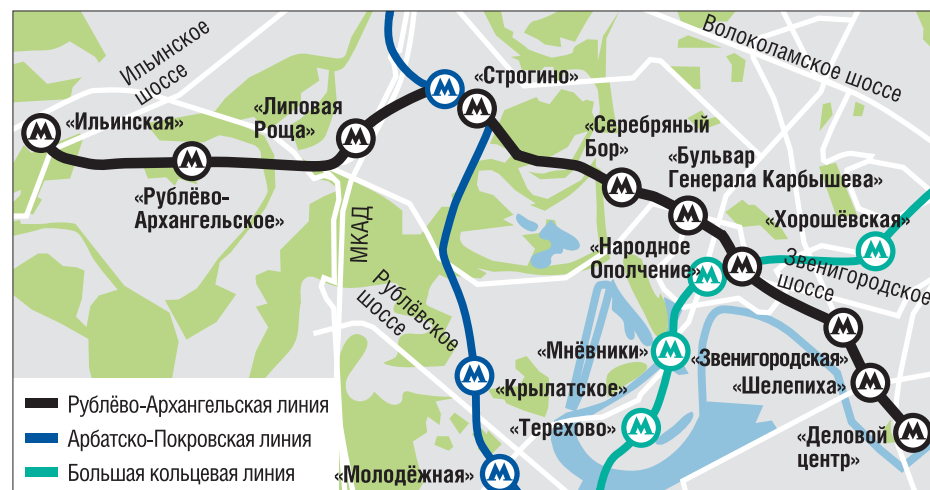 Ильинское
шоссе
Волоколамское шоссе
«Строгино»
«Липовая
Роща»
«Ильинская»
«Серебряный
Бор»
«Бульвар
Генерала Карбышева»
«Рублёво-
Архангельское»
МКАД
«Хорошёвская»
«Народное
Ополчение»
Звенигородское
шоссе
Рублёвское
шоссе
«Мнёвники»
«Звенигородская»
«Шелепиха»
«Крылатское»
«Терехово»
«Деловой
центр»
«Молодёжная»
Рублёво-Архангельская линия
Арбатско-Покровская линия
Большая кольцевая линия